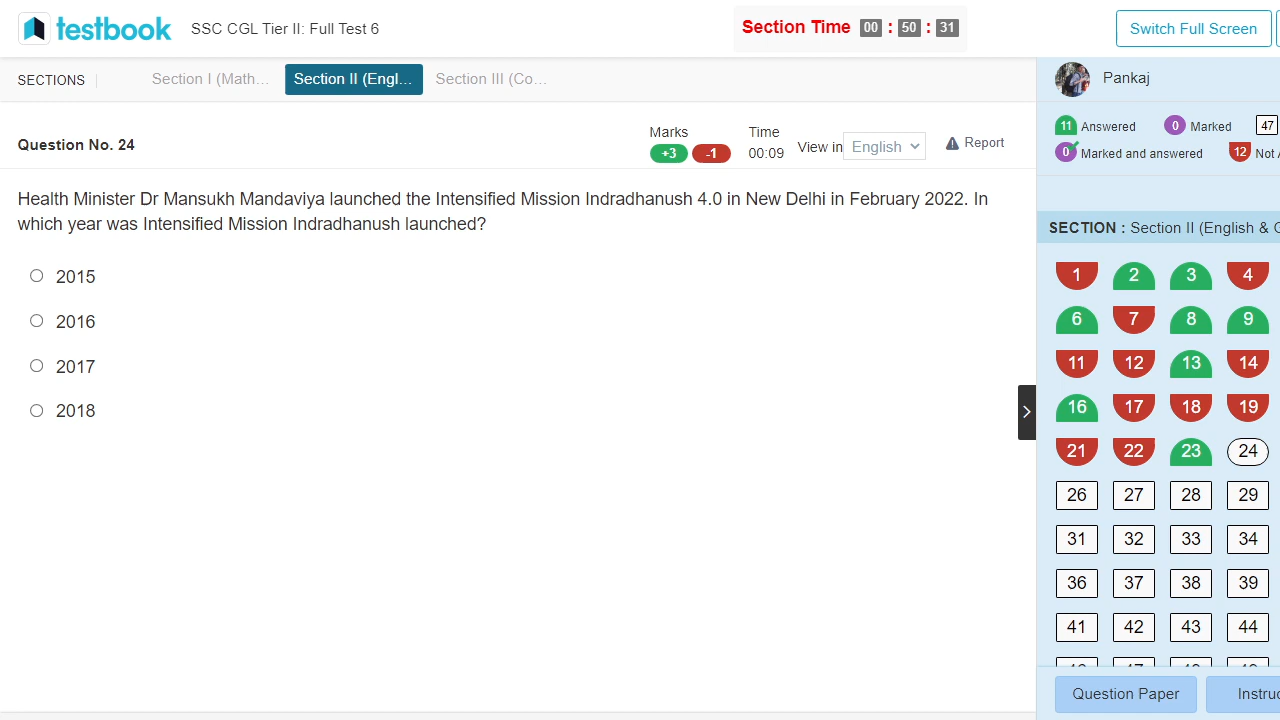 testbook
SSC CGL Tier II: Full Test 6
Section Time 00 : 50 : 31
Switch Full Screen
SECTIONS
Section I (Math...
Section II (Engl...
Section III (Co...
Pankaj
11 Answered
0 Marked
47
0 Marked and answered
12 Not
Question No. 24
Marks
+3 -1
Time
00:09
View in English
Report
SECTION : Section II (English &
Health Minister Dr Mansukh Mandaviya launched the Intensified Mission Indradhanush 4.0 in New Delhi in February 2022. In
which year was Intensified Mission Indradhanush launched?
2015
2016
2017
2018
1 2 3 4
6 7 8 9
11 12 13 14
16 17 18 19
21 22 23 24
26 27 28 29
31 32 33 34
36 37 38 39
41 42 43 44
Question Paper